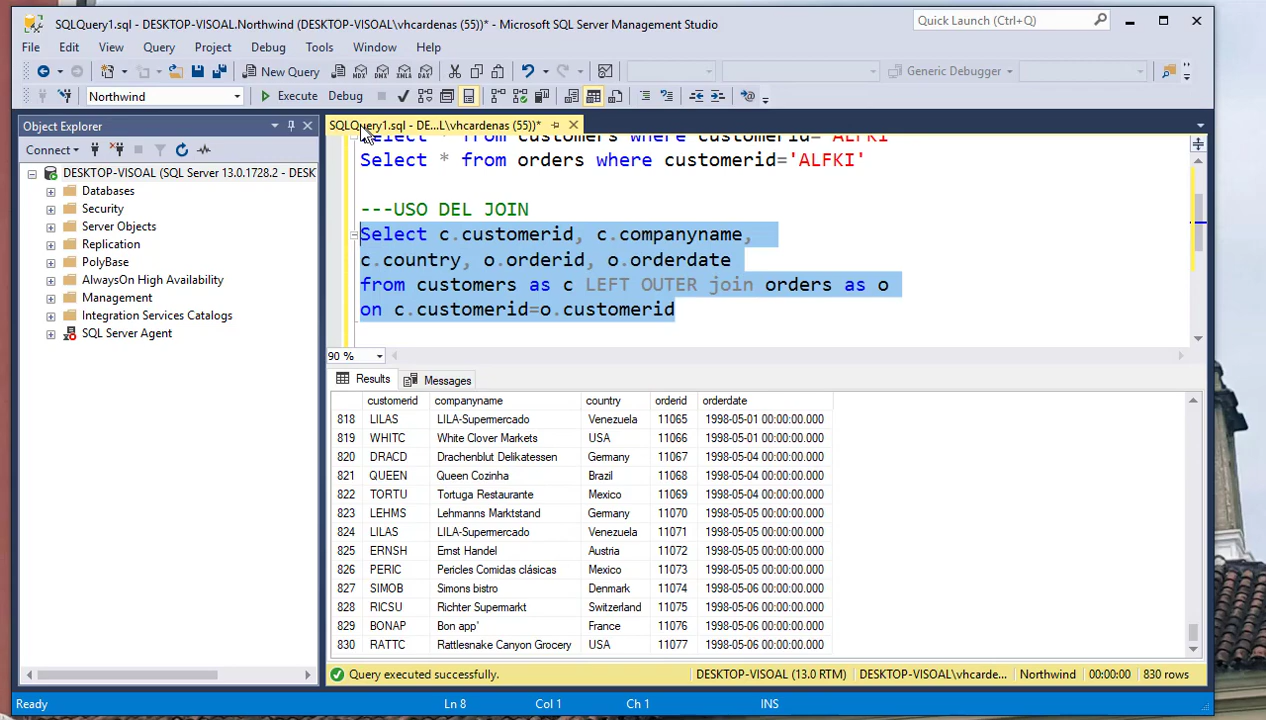 SQLQuery1.sql - DESKTOP-VISOAL.Northwind (DESKTOP-VISOAL\vhcardenas (55))* - Microsoft SQL Server Management Studio
Quick Launch (Ctrl+Q)
File Edit View Query Project Debug Tools Window Help
New Query
MDX DMX XMLA DAX
Generic Debugger
Northwind
Execute Debug
Object Explorer
SQLQuery1.sql - DE...L\vhcardenas (55))*
Connect
DESKTOP-VISOAL (SQL Server 13.0.1728.2 - DESKT
Databases
Security
Server Objects
Replication
PolyBase
AlwaysOn High Availability
Management
Integration Services Catalogs
SQL Server Agent
Select * from customers where customerid='ALFKI'
Select * from orders where customerid='ALFKI'
---USO DEL JOIN
Select c.customerid, c.companyname,
c.country, o.orderid, o.orderdate
from customers as c LEFT OUTER join orders as o
on c.customerid=o.customerid
90 %
Results Messages
customerid companyname country orderid orderdate
818 LILAS LILA-Supermercado Venezuela 11065 1998-05-01 00:00:00.000
819 WHITC White Clover Markets USA 11066 1998-05-01 00:00:00.000
820 DRACD Drachenblut Delikatessen Germany 11067 1998-05-04 00:00:00.000
821 QUEEN Queen Cozinha Brazil 11068 1998-05-04 00:00:00.000
822 TORTU Tortuga Restaurante Mexico 11069 1998-05-04 00:00:00.000
823 LEHMS Lehmanns Marktstand Germany 11070 1998-05-05 00:00:00.000
824 LILAS LILA-Supermercado Venezuela 11071 1998-05-05 00:00:00.000
825 ERNSH Ernst Handel Austria 11072 1998-05-05 00:00:00.000
826 PERIC Pericles Comidas clásicas Mexico 11073 1998-05-05 00:00:00.000
827 SIMOB Simons bistro Denmark 11074 1998-05-06 00:00:00.000
828 RICSU Richter Supermarkt Switzerland 11075 1998-05-06 00:00:00.000
829 BONAP Bon app' France 11076 1998-05-06 00:00:00.000
830 RATTC Rattlesnake Canyon Grocery USA 11077 1998-05-06 00:00:00.000
Query executed successfully. DESKTOP-VISOAL (13.0 RTM) DESKTOP-VISOAL\vhcarde... Northwind 00:00:00 830 rows
Ready Ln 8 Col 1 Ch 1 INS